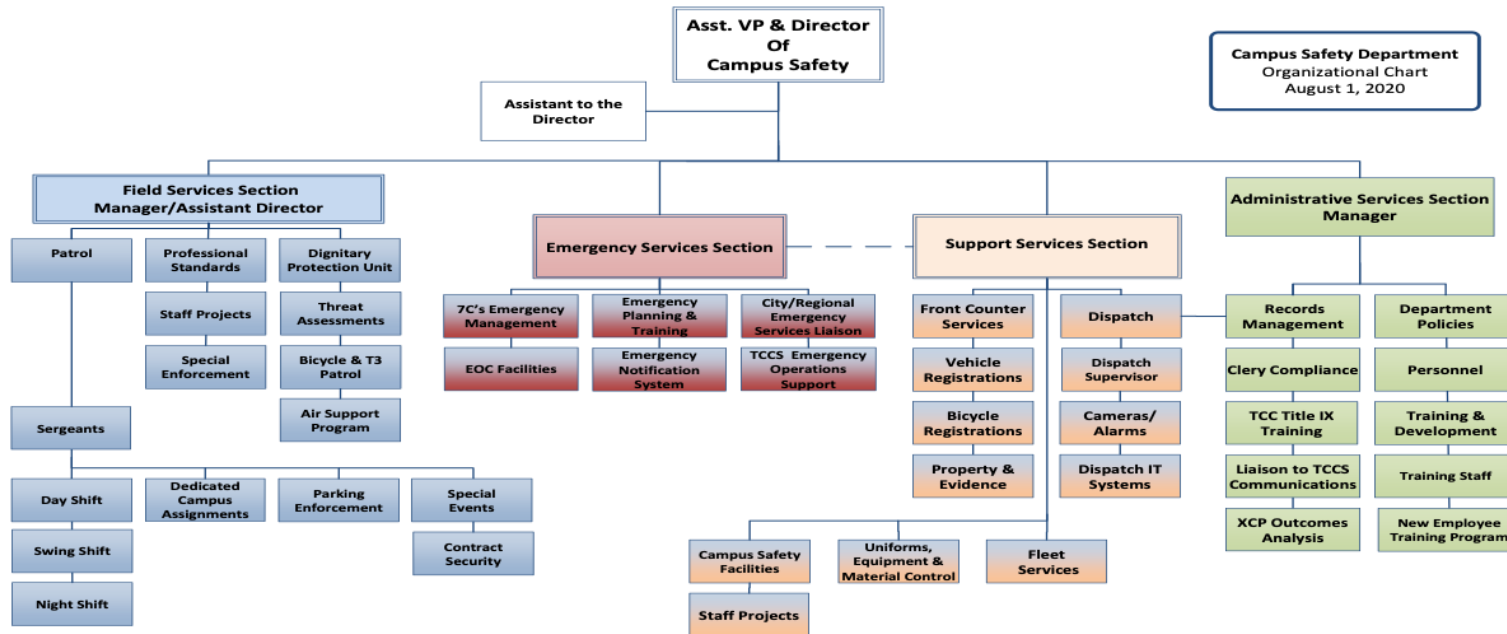 Asst. VP & Director
Of
Campus Safety
Campus Safety Department
Organizational Chart
August 1, 2020
Assistant to the
Director
Field Services Section
Manager/Assistant Director
Emergency Services Section
Support Services Section
Administrative Services Section
Manager
Patrol
Professional
Standards
Dignitary
Protection Unit
Staff Projects
Threat
Assessments
Special
Enforcement
Bicycle & T3
Patrol
Air Support
Program
Sergeants
Day Shift
Dedicated
Campus
Assignments
Parking
Enforcement
Special
Events
Swing Shift
Contract
Security
Night Shift
7C's Emergency
Management
Emergency
Planning &
Training
City/Regional
Emergency
Services Liaison
EOC Facilities
Emergency
Notification
System
TCCS Emergency
Operations
Support
Front Counter
Services
Dispatch
Vehicle
Registrations
Dispatch
Supervisor
Bicycle
Registrations
Cameras/
Alarms
Property &
Evidence
Dispatch IT
Systems
Campus Safety
Facilities
Uniforms,
Equipment &
Material Control
Fleet
Services
Staff Projects
Records
Management
Department
Policies
Clery Compliance
Personnel
TCC Title IX
Training
Training &
Development
Liaison to TCCS
Communications
Training Staff
XCP Outcomes
Analysis
New Employee
Training Program